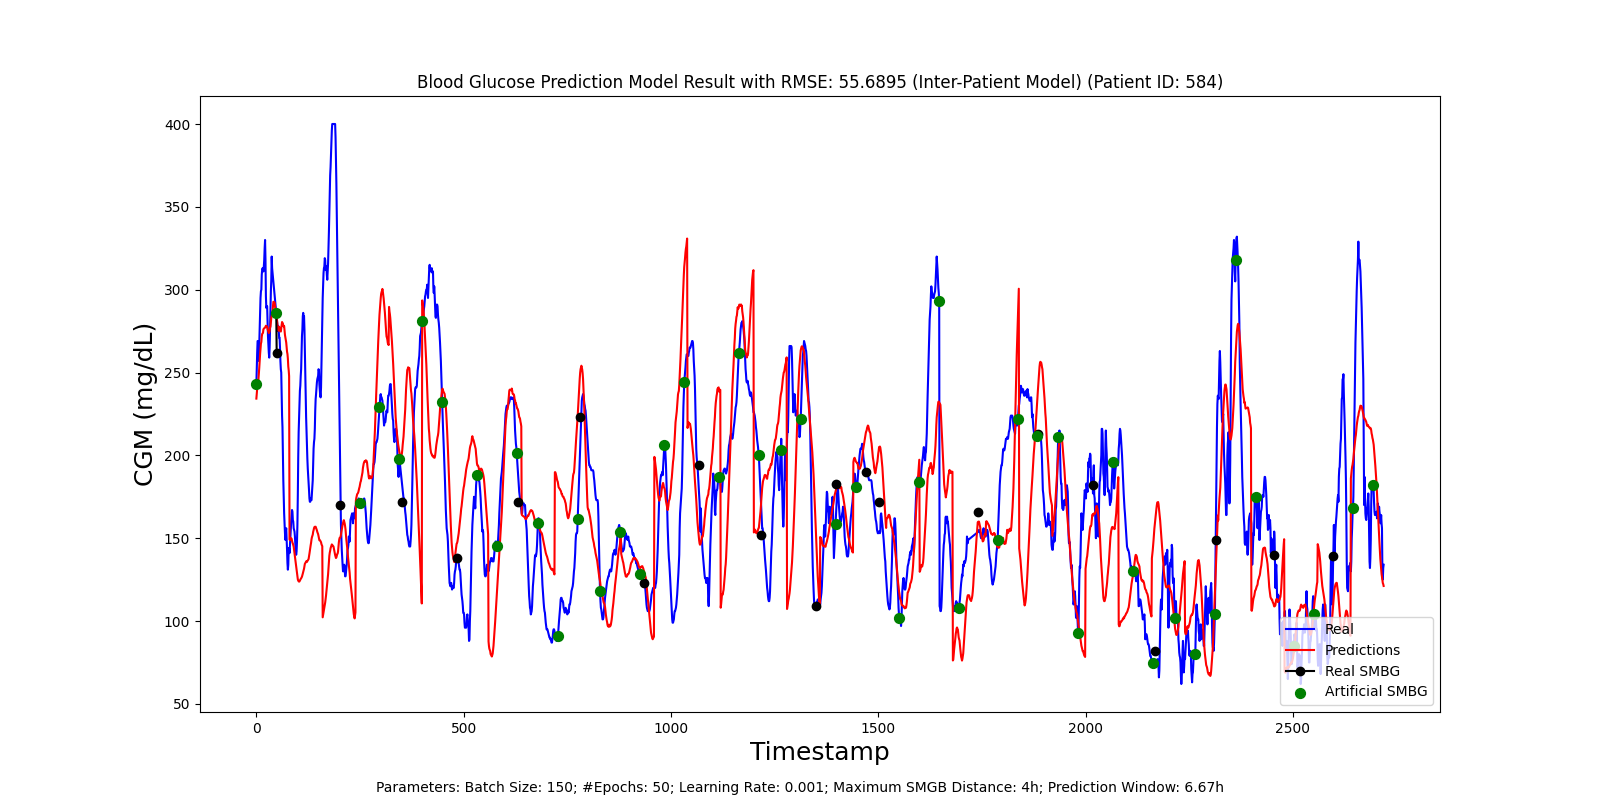 Blood Glucose Prediction Model Result with RMSE: 55.6895 (Inter-Patient Model) (Patient ID: 584)
CGM (mg/dL)
400
350
300
250
200
150
100
50
0
500
1000
1500
2000
2500
Real
Predictions
Real SMBG
Artificial SMBG
Timestamp
Parameters: Batch Size: 150; #Epochs: 50; Learning Rate: 0.001; Maximum SMGB Distance: 4h; Prediction Window: 6.67h